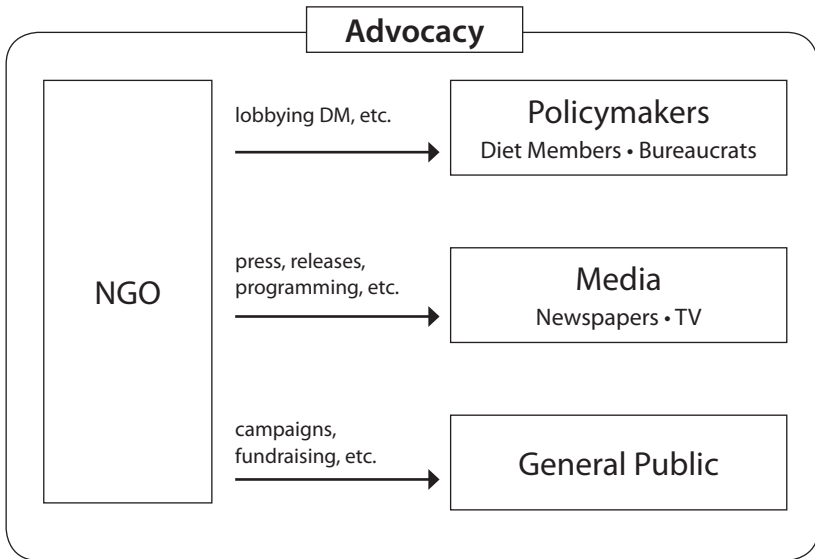 Advocacy
NGO
lobbying DM, etc.
Policymakers
Diet Members • Bureaucrats
press, releases,
programming, etc.
Media
Newspapers • TV
campaigns,
fundraising, etc.
General Public